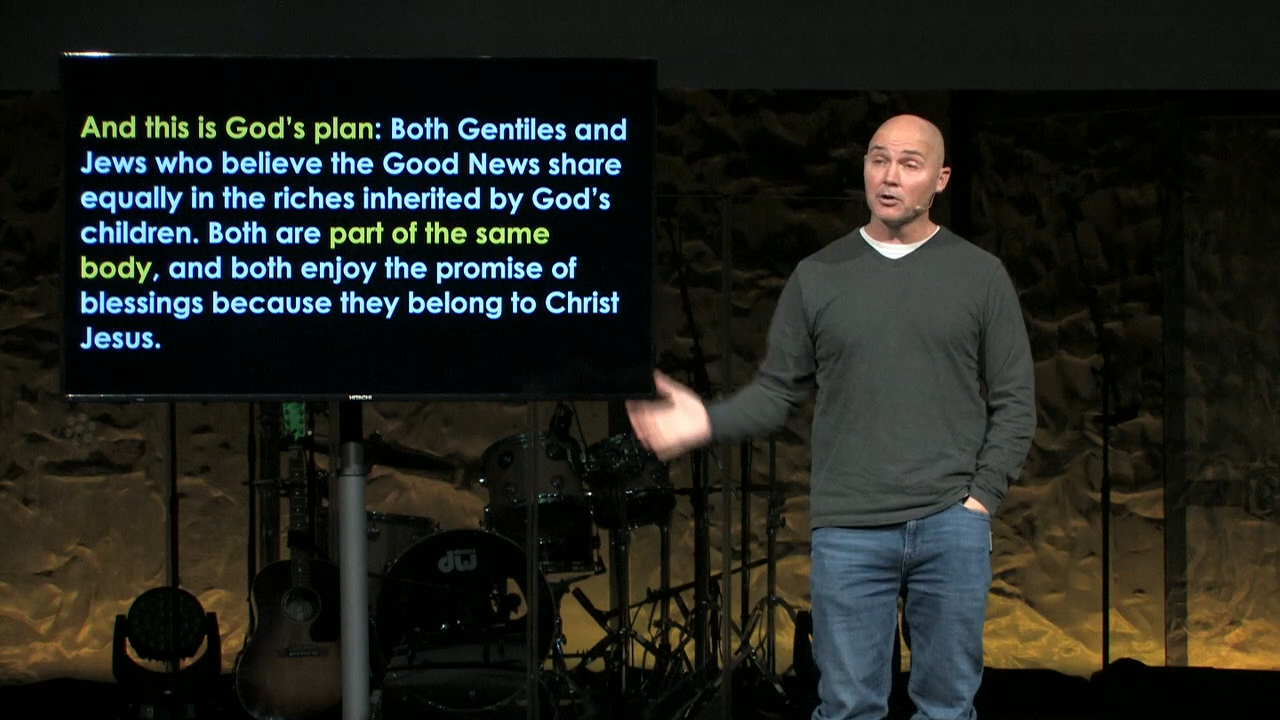 And this is God's plan: Both Gentiles and
Jews who believe the Good News share
equally in the riches inherited by God's
children. Both are part of the same
body, and both enjoy the promise of
blessings because they belong to Christ
Jesus.
HITACHI
dw